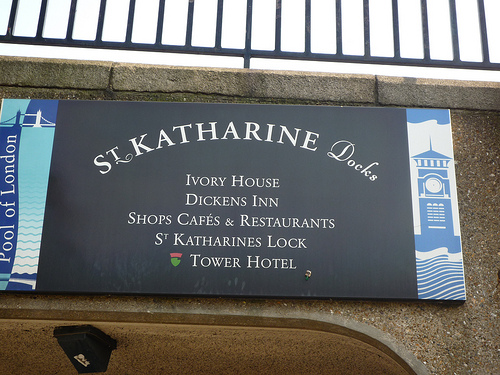 St KATHARINE Docks
IVORY HOUSE
DICKENS INN
SHOPS CAFÉS & RESTAURANTS
ST KATHARINES LOCK
TOWER HOTEL
Pool of London